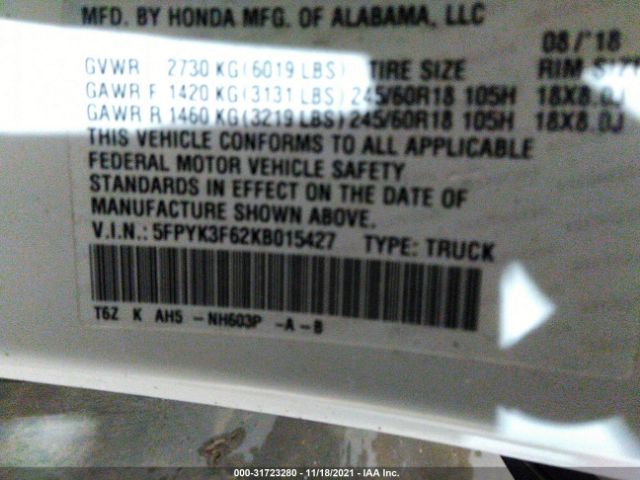 MFD. BY HONDA MFG. OF ALABAMA, LLC
08/'18
GVWR 2730 KG(6019 LBS) TIRE SIZE RIM SIZE
GAWR F 1420 KG(3131 LBS) 245/60R18 105H 18X8.0J
GAWR R 1460 KG(3219 LBS) 245/60R18 105H 18X8.0J
THIS VEHICLE CONFORMS TO ALL APPLICABLE
FEDERAL MOTOR VEHICLE SAFETY
STANDARDS IN EFFECT ON THE DATE OF
MANUFACTURE SHOWN ABOVE.
V.I.N.: 5FPYK3F62KB015427 TYPE: TRUCK
T6Z K AH5 -NH603P -A-B
000-31723280 - 11/18/2021 - IAA Inc.